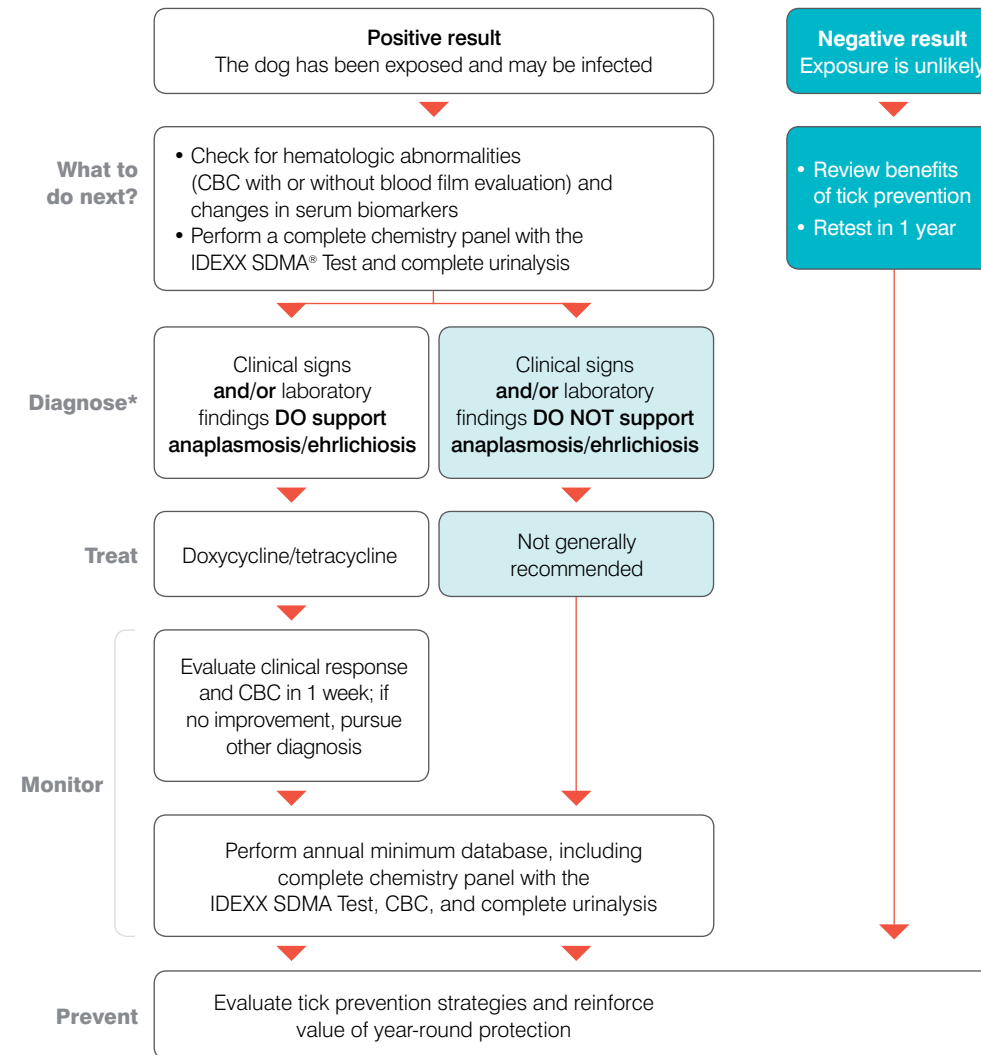 Positive result
The dog has been exposed and may be infected
Negative result
Exposure is unlikely
What to
do next?
• Check for hematologic abnormalities
(CBC with or without blood film evaluation) and
changes in serum biomarkers
• Perform a complete chemistry panel with the
IDEXX SDMA® Test and complete urinalysis
• Review benefits
of tick prevention
• Retest in 1 year
Diagnose*
Clinical signs
and/or laboratory
findings DO support
anaplasmosis/ehrlichiosis
Clinical signs
and/or laboratory
findings DO NOT support
anaplasmosis/ehrlichiosis
Treat
Doxycycline/tetracycline
Not generally
recommended
Monitor
Evaluate clinical response
and CBC in 1 week; if
no improvement, pursue
other diagnosis
Perform annual minimum database, including
complete chemistry panel with the
IDEXX SDMA Test, CBC, and complete urinalysis
Prevent
Evaluate tick prevention strategies and reinforce
value of year-round protection